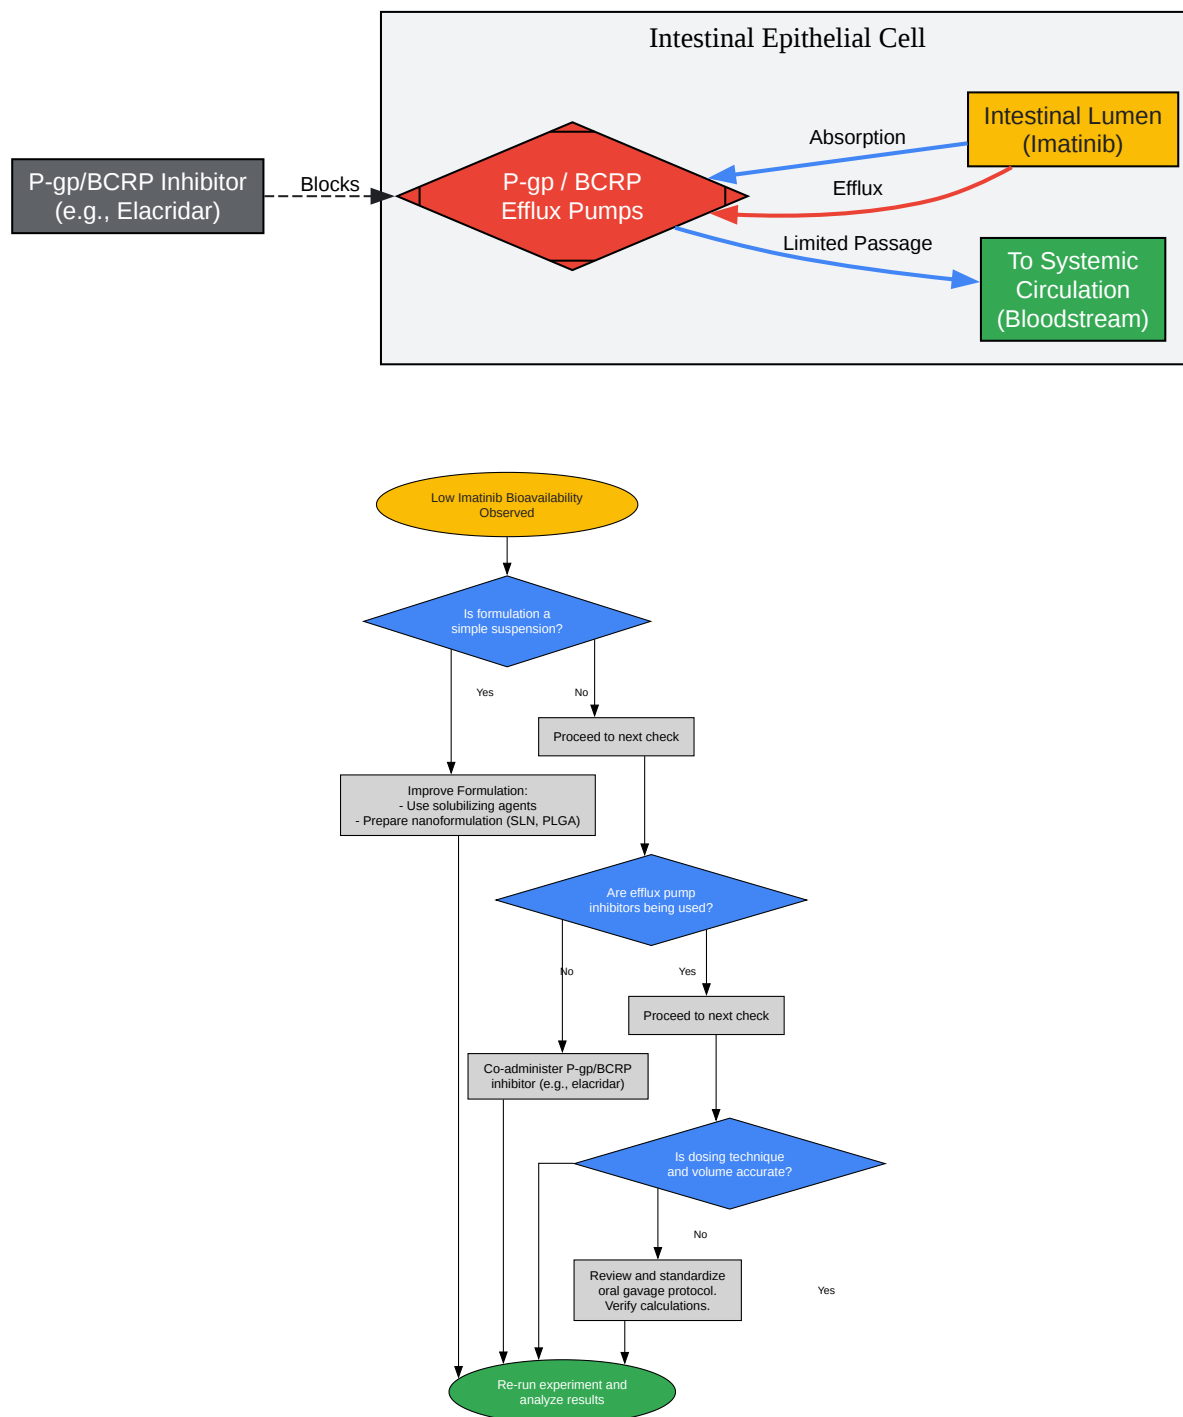 Intestinal Epithelial Cell
P-gp/BCRP Inhibitor
(e.g., Elacridar)
Blocks
P-gp / BCRP
Efflux Pumps
Absorption
Efflux
Limited Passage
Intestinal Lumen
(Imatinib)
To Systemic
Circulation
(Bloodstream)
Low Imatinib Bioavailability
Observed
Is formulation a
simple suspension?
Yes
No
Proceed to next check
Improve Formulation:
- Use solubilizing agents
- Prepare nanoformulation (SLN, PLGA)
Are efflux pump
inhibitors being used?
No
Yes
Proceed to next check
Co-administer P-gp/BCRP
inhibitor (e.g., elacridar)
Is dosing technique
and volume accurate?
No
Review and standardize
oral gavage protocol.
Verify calculations.
Yes
Re-run experiment and
analyze results